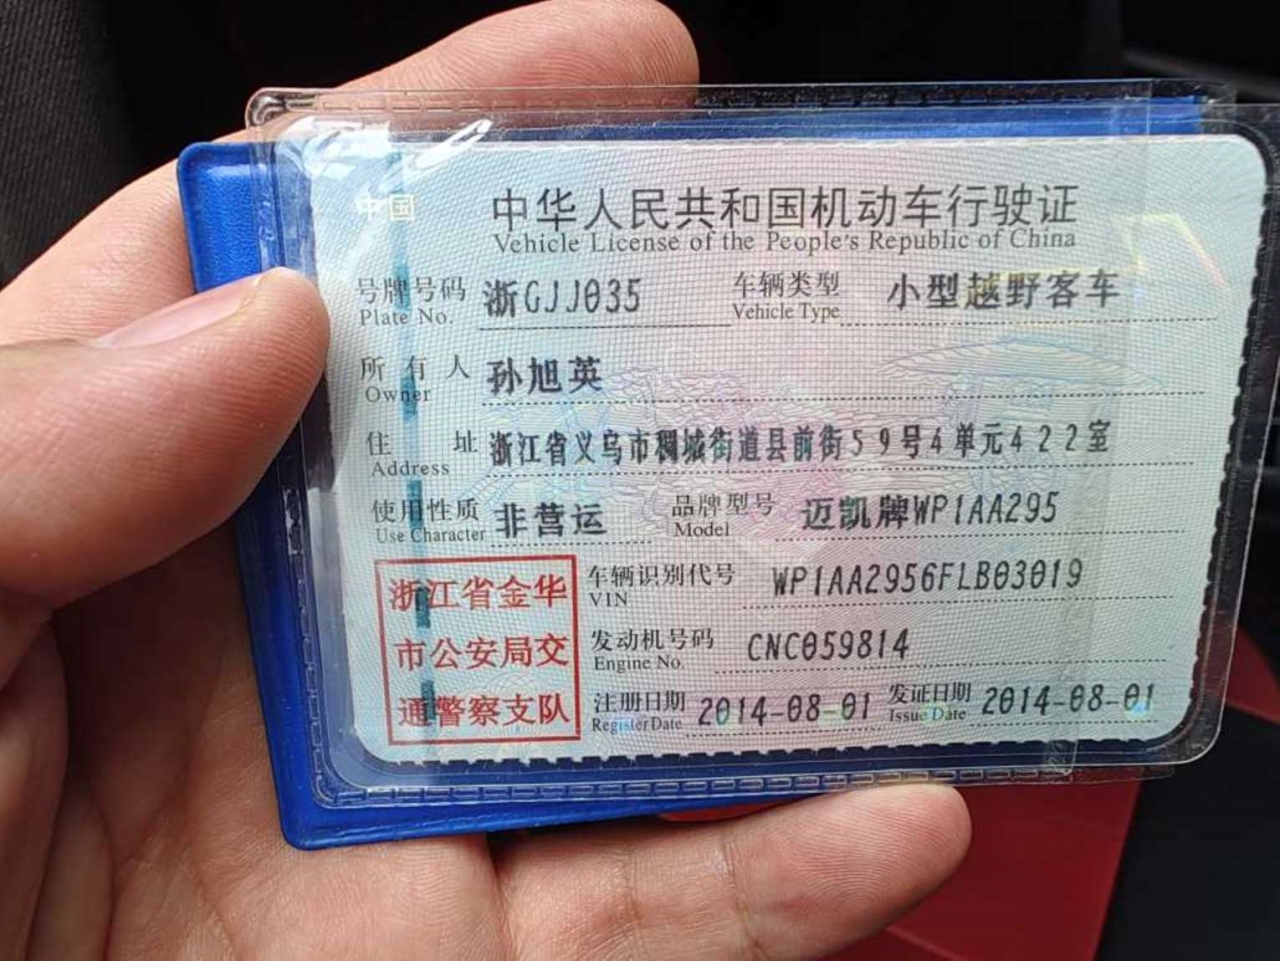 中国
中华人民共和国机动车行驶证
Vehicle License of the People's Republic of China
号牌号码 浙GJJ035 车辆类型 小型越野客车
Plate No. Vehicle Type
所有人 孙旭英
Owner
住址 浙江省义乌市稠城街道县前街59号4单元422室
Address
使用性质 非营运 品牌型号 迈凯牌WP1AA295
Use Character Model
浙江省金华
市公安局交
通警察支队
车辆识别代号 WP1AA2956FLB03019
VIN
发动机号码 CNC059814
Engine No.
注册日期 2014-08-01 发证日期 2014-08-01
Register Date Issue Date